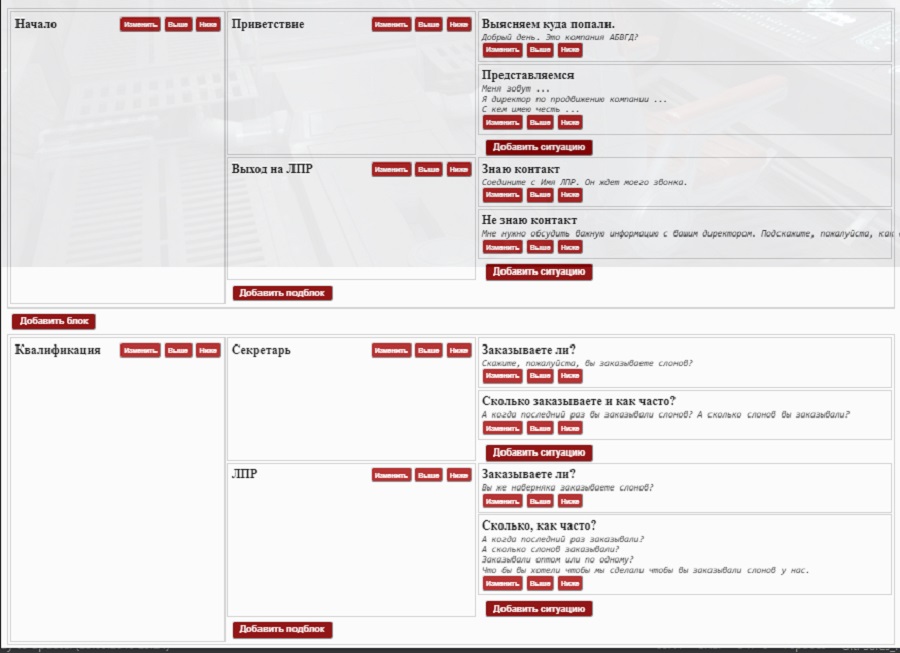 Начало
Изменить Выше Ниже
Приветствие
Изменить Выше Ниже
Выясняем куда попали.
Добрый день. Это компания АБВГД?
Изменить Выше Ниже
Представляемся
Меня зовут ...
Я директор по продвижению компании ...
С кем имею честь ...
Изменить Выше Ниже
Добавить ситуацию
Выход на ЛПР
Изменить Выше Ниже
Знаю контакт
Соедините с Имя ЛПР. Он ждет моего звонка.
Изменить Выше Ниже
Не знаю контакт
Мне нужно обсудить важную информацию с Вашим директором. Подскажите, пожалуйста, как
Изменить Выше Ниже
Добавить ситуацию
Добавить подблок
Добавить блок
Квалификация
Изменить Выше Ниже
Секретарь
Изменить Выше Ниже
Заказываете ли?
Скажите, пожалуйста, вы заказываете слонов?
Изменить Выше Ниже
Сколько заказываете и как часто?
А когда последний раз вы заказывали слонов? А сколько слонов вы заказывали?
Изменить Выше Ниже
Добавить ситуацию
ЛПР
Изменить Выше Ниже
Заказываете ли?
Вы же наверняка заказываете слонов?
Изменить Выше Ниже
Сколько, как часто?
А когда последний раз заказывали?
А сколько слонов заказывали?
Заказывали оптом или по одному?
Что бы вы хотели чтобы мы сделали чтобы вы заказывали слонов у нас.
Изменить Выше Ниже
Добавить ситуацию
Добавить подблок